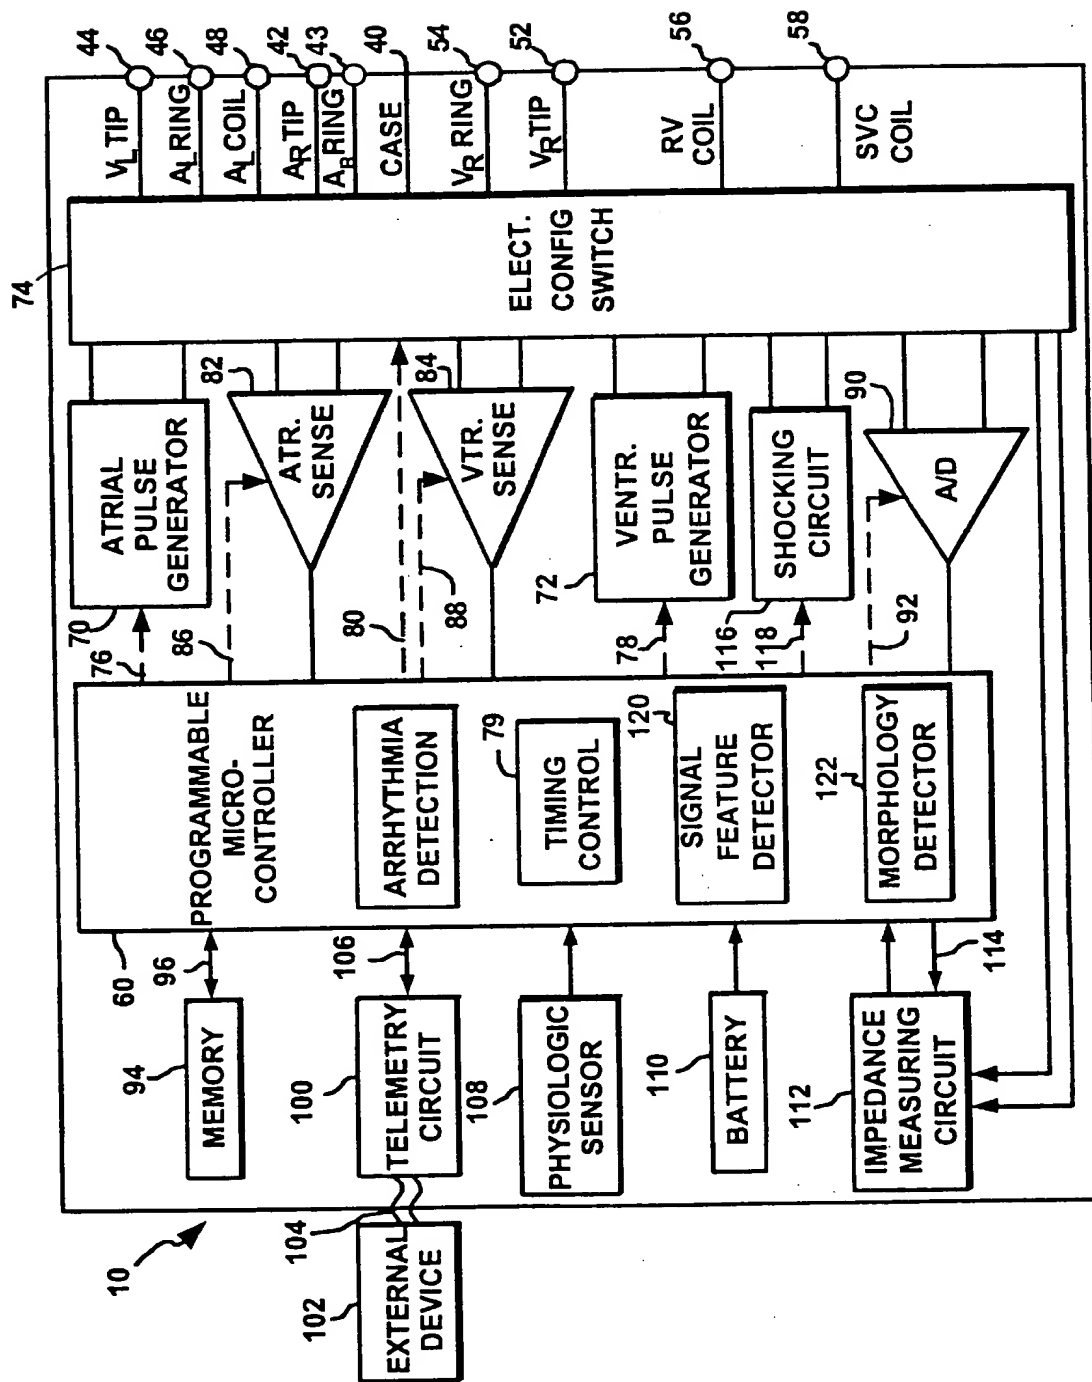 74
44
46
48
42
43
40
54
52
56
58
VL TIP
AL RING
AL COIL
AR TIP
AR RING
CASE
VR RING
VR TIP
RV
COIL
SVC
COIL
ELECT.
CONFIG
SWITCH
ATRIAL
PULSE
GENERATOR
70
76
82
ATR.
SENSE
86
80
84
VTR.
SENSE
88
VENTR.
PULSE
GENERATOR
72
78
SHOCKING
CIRCUIT
116
118
90
A/D
92
60
PROGRAMMABLE
MICRO-
CONTROLLER
ARRHYTHMIA
DETECTION
79
TIMING
CONTROL
120
SIGNAL
FEATURE
DETECTOR
122
MORPHOLOGY
DETECTOR
96
106
114
94
MEMORY
100
TELEMETRY
CIRCUIT
108
PHYSIOLOGIC
SENSOR
110
BATTERY
112
IMPEDANCE
MEASURING
CIRCUIT
10
104
102
EXTERNAL
DEVICE